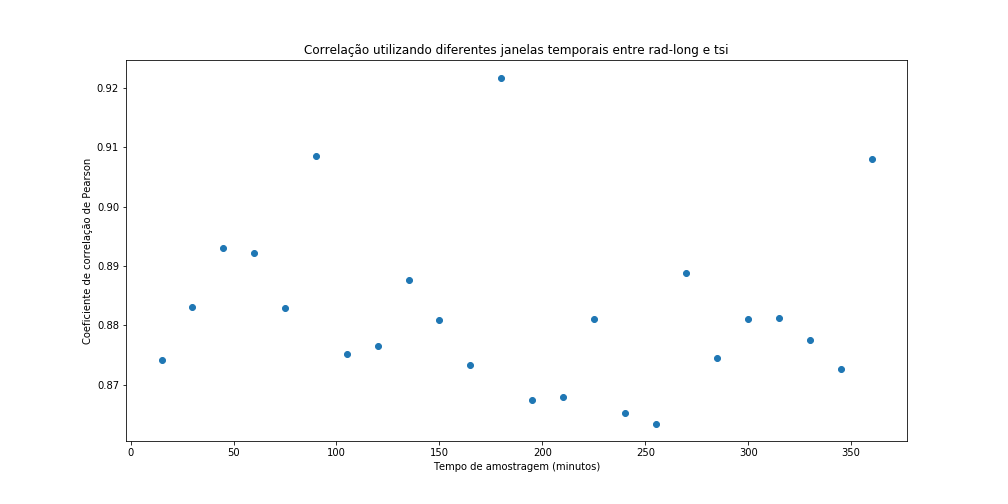 Correlação utilizando diferentes janelas temporais entre rad-long e tsi
0.92
0.91
0.90
0.89
0.88
0.87
Coeficiente de correlação de Pearson
0 50 100 150 200 250 300 350
Tempo de amostragem (minutos)